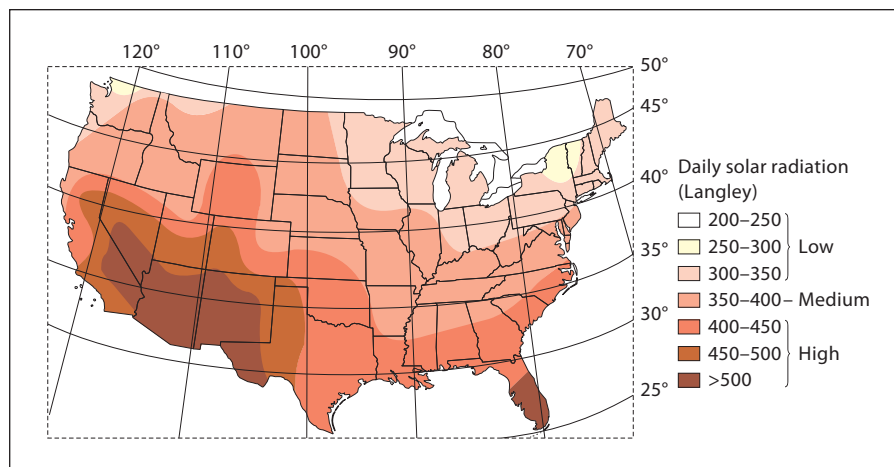 120° 110° 100° 90° 80° 70°
50°
45°
40°
35°
30°
25°
Daily solar radiation
(Langley)
200–250
250–300 Low
300–350
350–400 – Medium
400–450
450–500 High
>500